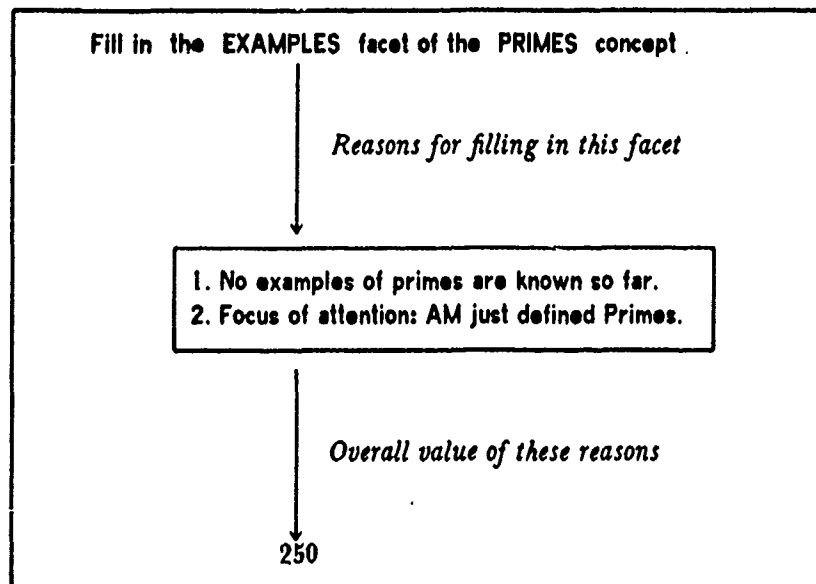 Fill in the EXAMPLES facet of the PRIMES concept.
Reasons for filling in this facet
1. No examples of primes are known so far.
2. Focus of attention: AM just defined Primes.
Overall value of these reasons
250